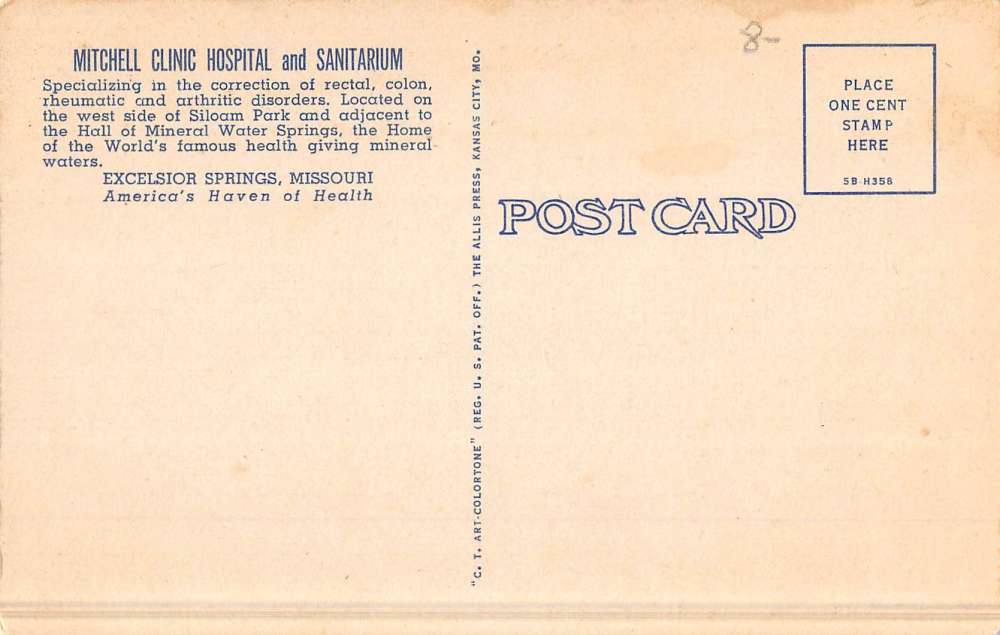 MITCHELL CLINIC HOSPITAL and SANITARIUM
Specializing in the correction of rectal, colon,
rheumatic and arthritic disorders. Located on
the west side of Siloam Park and adjacent to
the Hall of Mineral Water Springs, the Home
of the World's famous health giving mineral
waters.
EXCELSIOR SPRINGS, MISSOURI
America's Haven of Health
"C. T. ART-COLORTONE" (REG. U. S. PAT. OFF.) THE ALLIS PRESS, KANSAS CITY, MO.
8-
PLACE
ONE CENT
STAMP
HERE
5B-H358
POST CARD